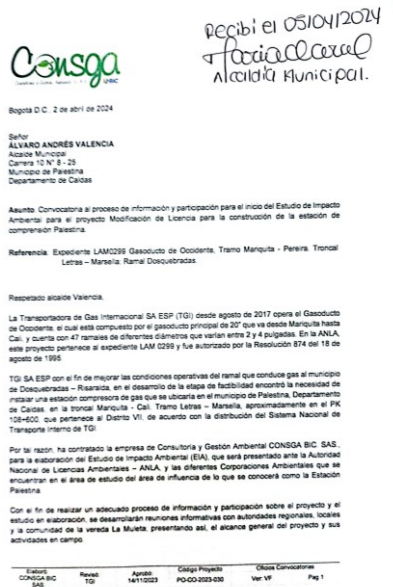 Recibi el 05/04/2024
Alcaldía Municipal.
Consga
BIC
Bogotá D.C., 2 de abril de 2024
Señor
ÁLVARO ANDRÉS VALENCIA
Alcalde Municipal
Carrera 10 N° 8 - 25
Municipio de Palestina
Departamento de Caldas
Asunto: Convocatoria al proceso de información y participación para el inicio del Estudio de Impacto
Ambiental para el proyecto Modificación de Licencia para la construcción de la estación de
comprensión Palestina.
Referencia: Expediente LAM0299 Gasoducto de Occidente, Tramo Mariquita - Pereira. Troncal
Letras – Marsella; Ramal Dosquebradas.
Respetado alcalde Valencia,
La Transportadora de Gas Internacional SA ESP (TGI) desde agosto de 2017 opera el Gasoducto
de Occidente, el cual está compuesto por el gasoducto principal de 20" que va desde Mariquita hasta
Cali, y cuenta con 47 ramales de diferentes diámetros que varían entre 2 y 4 pulgadas. En la ANLA,
este proyecto pertenece al expediente LAM 0299 y fue autorizado por la Resolución 874 del 18 de
agosto de 1995
TGI SA ESP con el fin de mejorar las condiciones operativas del ramal que conduce gas al municipio
de Dosquebradas – Risaralda, en el desarrollo de la etapa de factibilidad encontró la necesidad de
instalar una estación compresora de gas que se ubicaría en el municipio de Palestina, Departamento
de Caldas, en la troncal Mariquita - Cali. Tramo Letras – Marsella, aproximadamente en el PK
108+600, que pertenece al Distrito VII, de acuerdo con la distribución del Sistema Nacional de
Transporte Interno de TGI
Por tal razón, ha contratado la empresa de Consultoría y Gestión Ambiental CONSGA BIC. SAS.,
para la elaboración del Estudio de Impacto Ambiental (EIA), que será presentado ante la Autoridad
Nacional de Licencias Ambientales – ANLA, y las diferentes Corporaciones Ambientales que se
encuentran en el área de estudio del área de influencia de lo que se conocerá como la Estación
Palestina.
Con el fin de realizar un adecuado proceso de información y participación sobre el proyecto y el
estudio en elaboración, se desarrollarán reuniones informativas con autoridades regionales, locales
y la comunidad de la vereda La Muleta, presentando así, el alcance general del proyecto y sus
actividades en campo
Elaboró: CONSGA BIC SAS
Revisó: TGI
Aprobó: 14/11/2023
Código Proyecto PO-OO-2023-030
Oficios Convocatorias Ver: VF
Pag 1